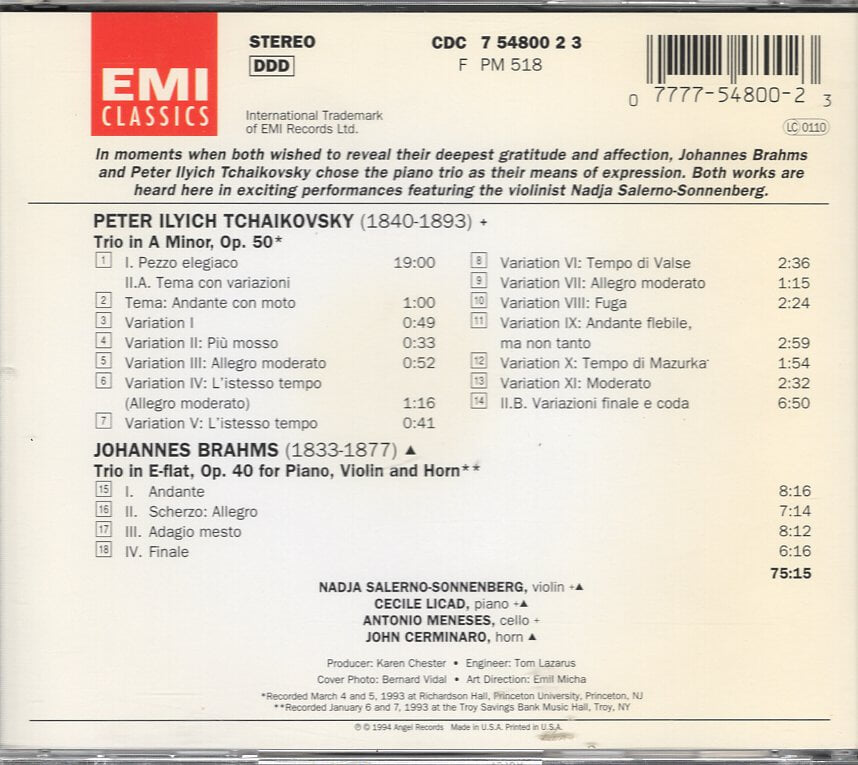 EMI
CLASSICS
STEREO
DDD
International Trademark
of EMI Records Ltd.
CDC 7 54800 2 3
F PM 518
0 7777-54800-2 3
LC 0110
In moments when both wished to reveal their deepest gratitude and affection, Johannes Brahms
and Peter Ilyich Tchaikovsky chose the piano trio as their means of expression. Both works are
heard here in exciting performances featuring the violinist Nadja Salerno-Sonnenberg.
PETER ILYICH TCHAIKOVSKY (1840-1893) +
Trio in A Minor, Op. 50*
1 I. Pezzo elegiaco 19:00
II.A. Tema con variazioni
2 Tema: Andante con moto 1:00
3 Variation I 0:49
4 Variation II: Più mosso 0:33
5 Variation III: Allegro moderato 0:52
6 Variation IV: L'istesso tempo
(Allegro moderato) 1:16
7 Variation V: L'istesso tempo 0:41
8 Variation VI: Tempo di Valse 2:36
9 Variation VII: Allegro moderato 1:15
10 Variation VIII: Fuga 2:24
11 Variation IX: Andante flebile,
ma non tanto 2:59
12 Variation X: Tempo di Mazurka 1:54
13 Variation XI: Moderato 2:32
14 II.B. Variazioni finale e coda 6:50
JOHANNES BRAHMS (1833-1877) ▲
Trio in E-flat, Op. 40 for Piano, Violin and Horn**
15 I. Andante 8:16
16 II. Scherzo: Allegro 7:14
17 III. Adagio mesto 8:12
18 IV. Finale 6:16
75:15
NADJA SALERNO-SONNENBERG, violin +▲
CECILE LICAD, piano +▲
ANTONIO MENESES, cello +
JOHN CERMINARO, horn ▲
Producer: Karen Chester • Engineer: Tom Lazarus
Cover Photo: Bernard Vidal • Art Direction: Emil Micha
*Recorded March 4 and 5, 1993 at Richardson Hall, Princeton University, Princeton, NJ
**Recorded January 6 and 7, 1993 at the Troy Savings Bank Music Hall, Troy, NY
℗ © 1994 Angel Records Made in U.S.A. Printed in U.S.A.